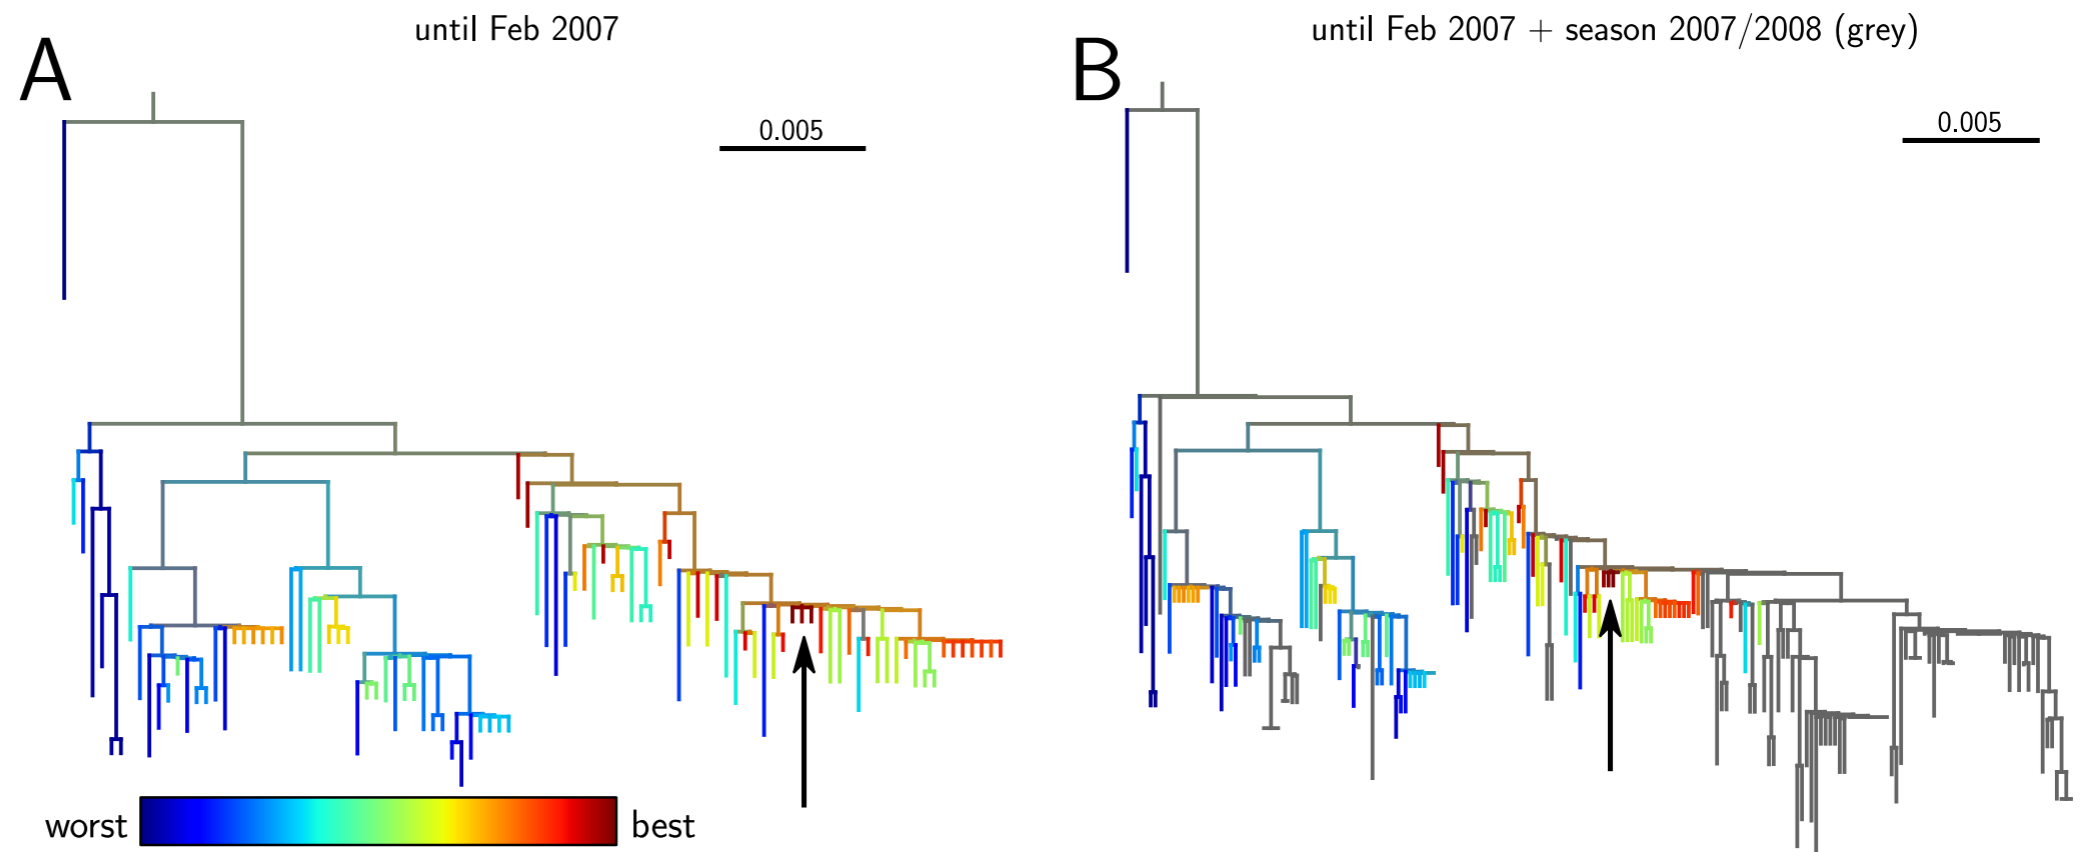 A
until Feb 2007
0.005
worst
best
B
until Feb 2007 + season 2007/2008 (grey)
0.005